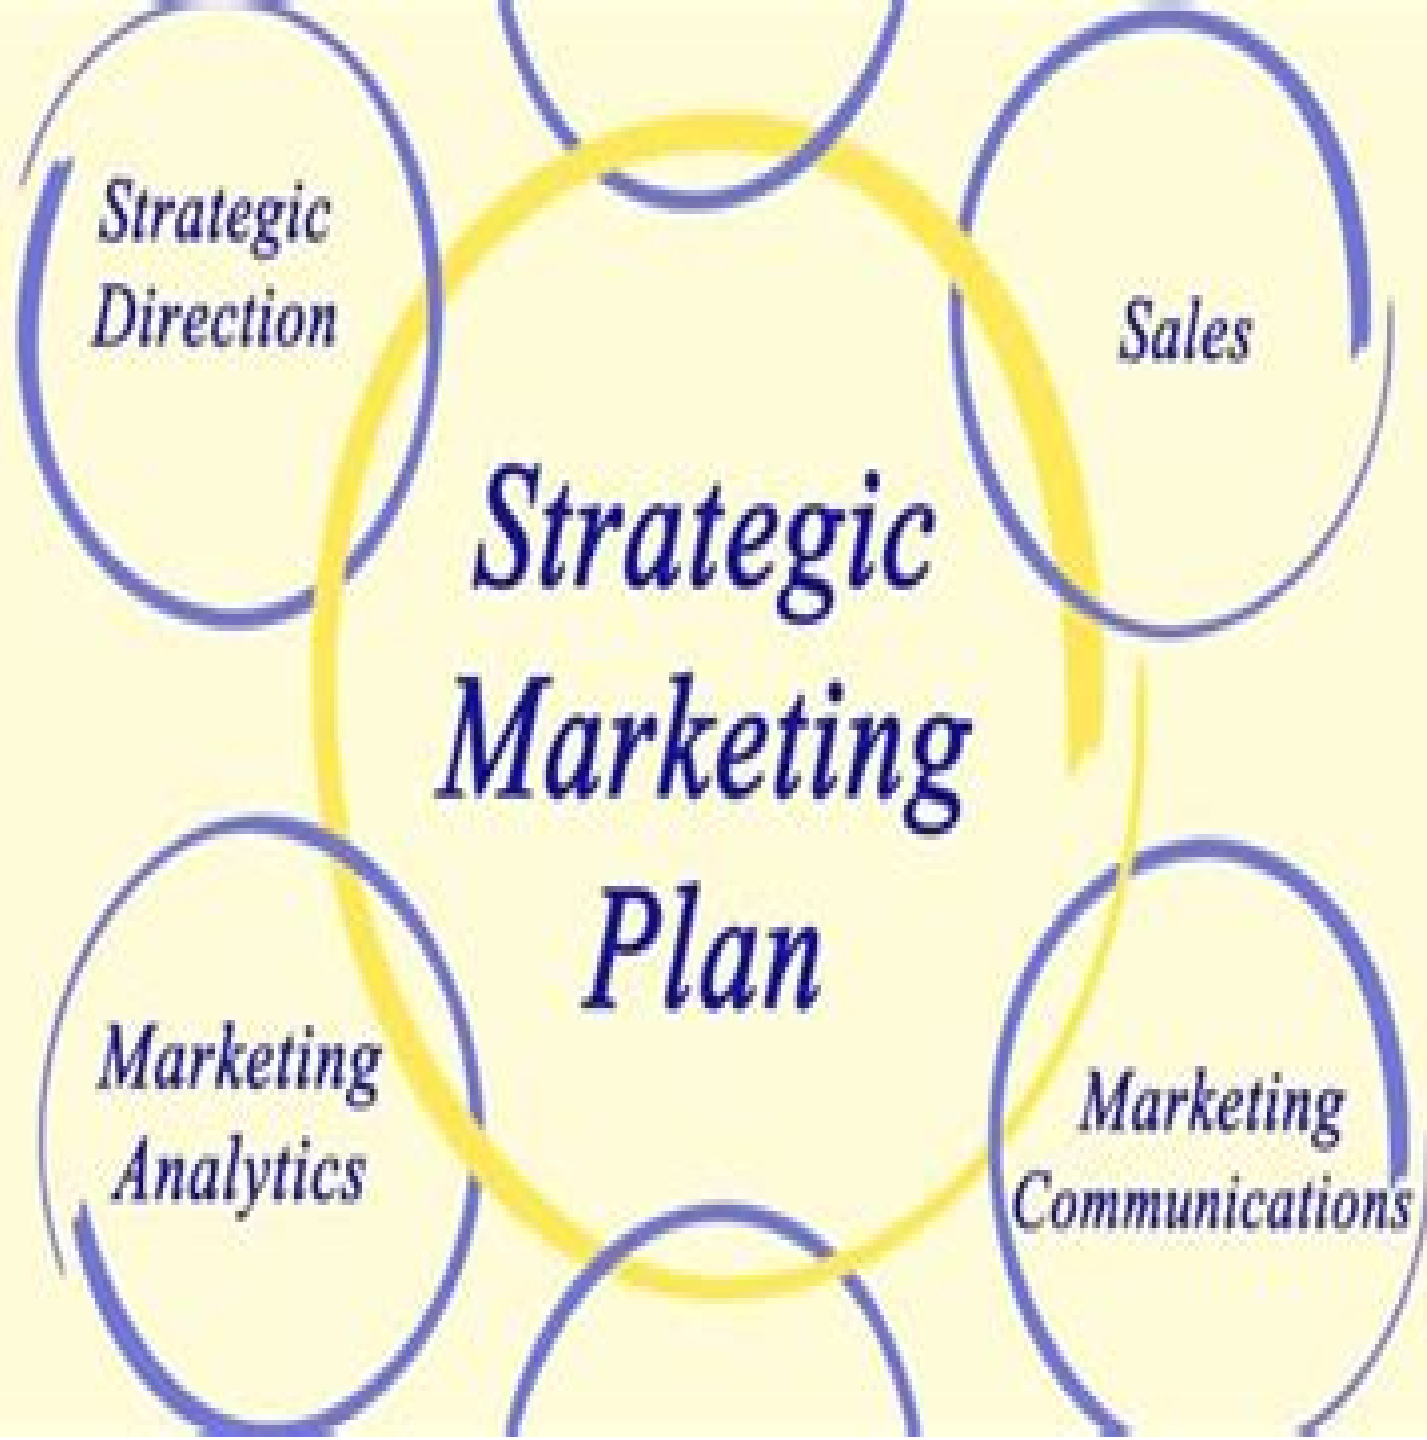 Strategic
Direction
Sales
Strategic
Marketing
Plan
Marketing
Analytics
Marketing
Communications